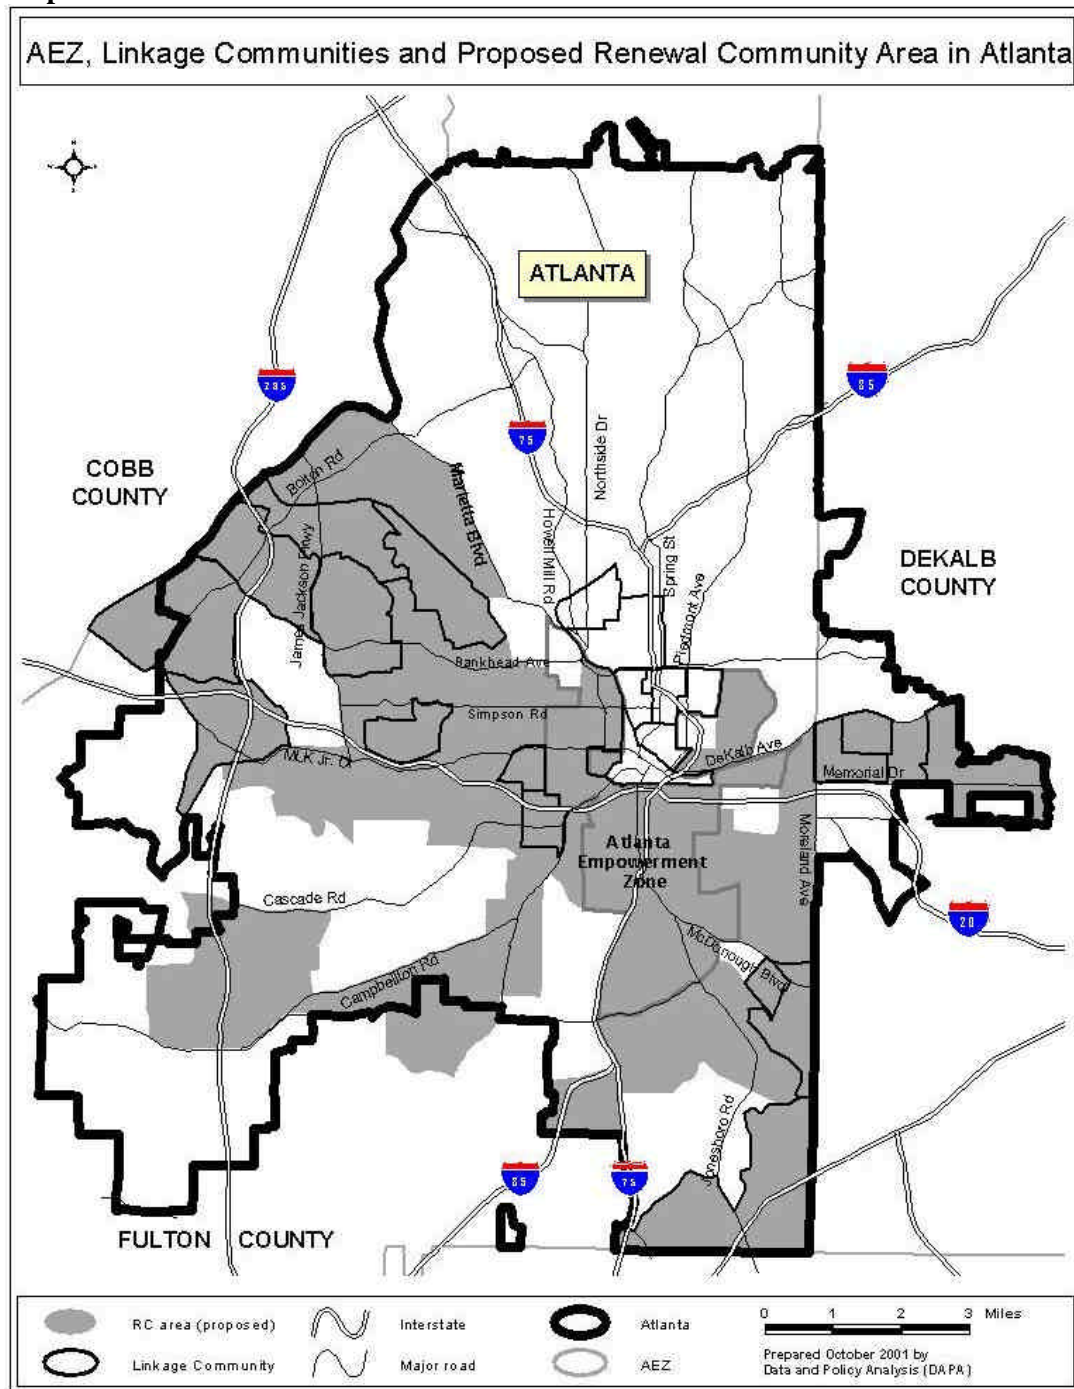 AEZ, Linkage Communities and Proposed Renewal Community Area in Atlanta
N
S
ATLANTA
285
85
75
COBB
COUNTY
DEKALB
COUNTY
Bolton Rd
Marietta Blvd
Northside Dr
Howell Mill Rd
Spring St
Piedmont Ave
James Jackson Pkwy
Bankhead Ave
Simpson Rd
MLK Jr. D
DeKalb Ave
Memorial Dr
Atlanta
Empowerment
Zone
Moreland Ave
Cascade Rd
20
McDonough Blvd
Campbellton Rd
Jonesboro Rd
85
75
FULTON COUNTY
RC area (proposed)
Interstate
Atlanta
0 1 2 3 Miles
Linkage Community
Major road
AEZ
Prepared October 2001 by
Data and Policy Analysis (DAPA)